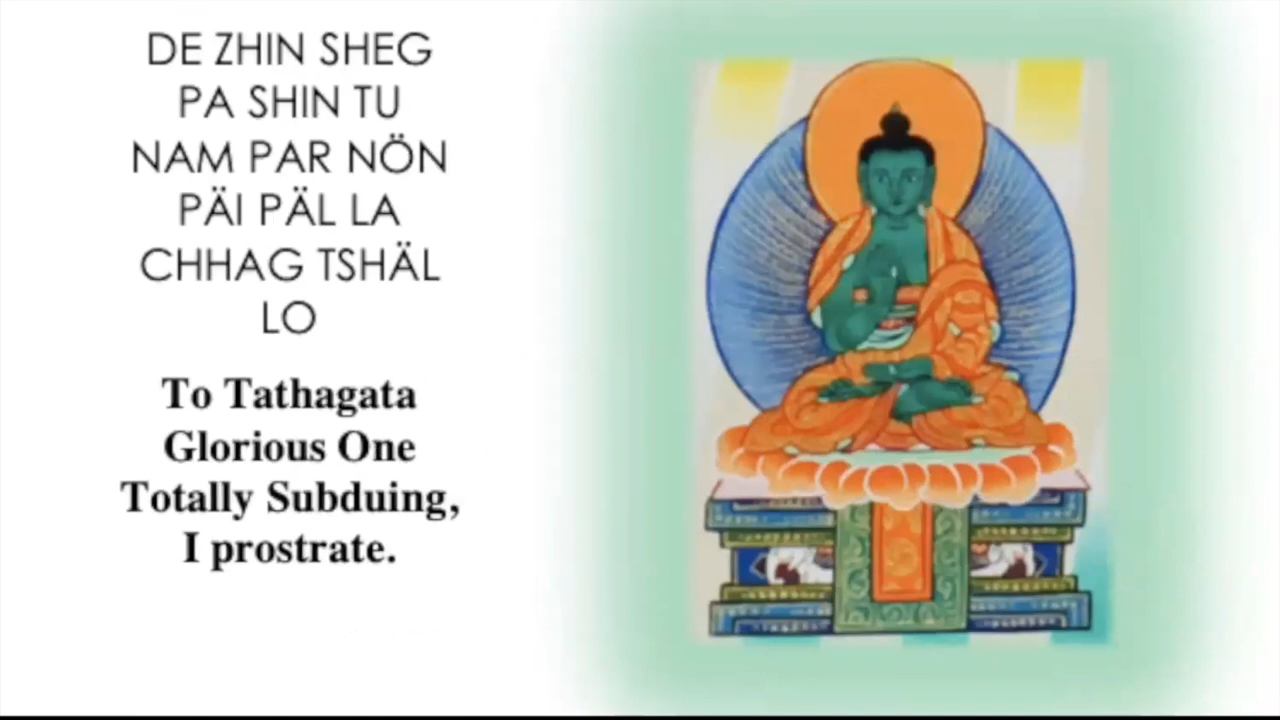 DE ZHIN SHEG
PA SHIN TU
NAM PAR NÖN
PÄI PÄL LA
CHHAG TSHÄL
LO
To Tathagata
Glorious One
Totally Subduing,
I prostrate.